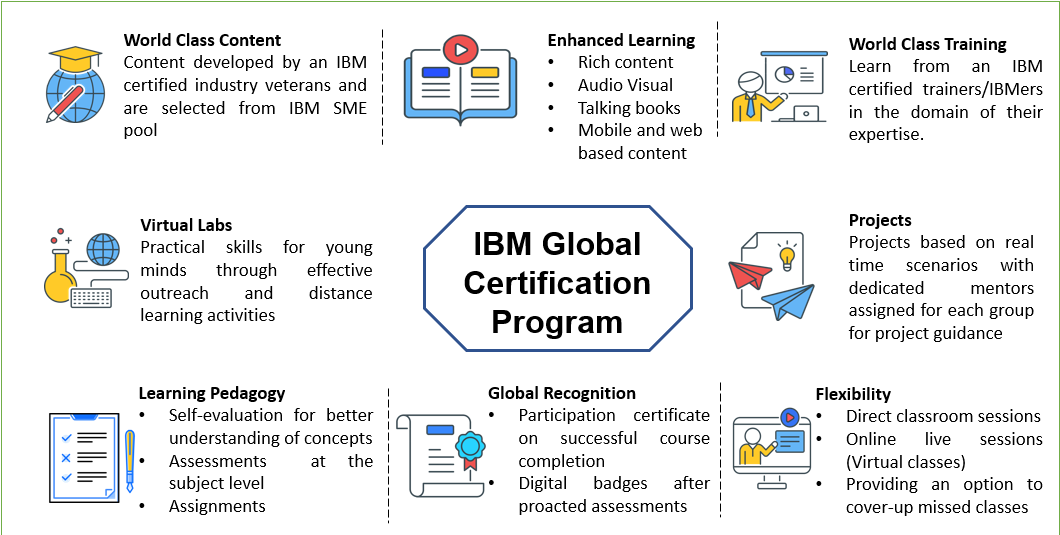 World Class Content
Content developed by an IBM
certified industry veterans and
are selected from IBM SME
pool
Enhanced Learning
• Rich content
• Audio Visual
• Talking books
• Mobile and web
based content
World Class Training
Learn from an IBM
certified trainers/IBMers
in the domain of their
expertise.
Virtual Labs
Practical skills for young
minds through effective
outreach and distance
learning activities
IBM Global
Certification
Program
Projects
Projects based on real
time scenarios with
dedicated mentors
assigned for each group
for project guidance
Learning Pedagogy
• Self-evaluation for better
understanding of concepts
• Assessments at the
subject level
• Assignments
Global Recognition
• Participation certificate
on successful course
completion
• Digital badges after
proacted assessments
Flexibility
• Direct classroom sessions
• Online live sessions
(Virtual classes)
• Providing an option to
cover-up missed classes